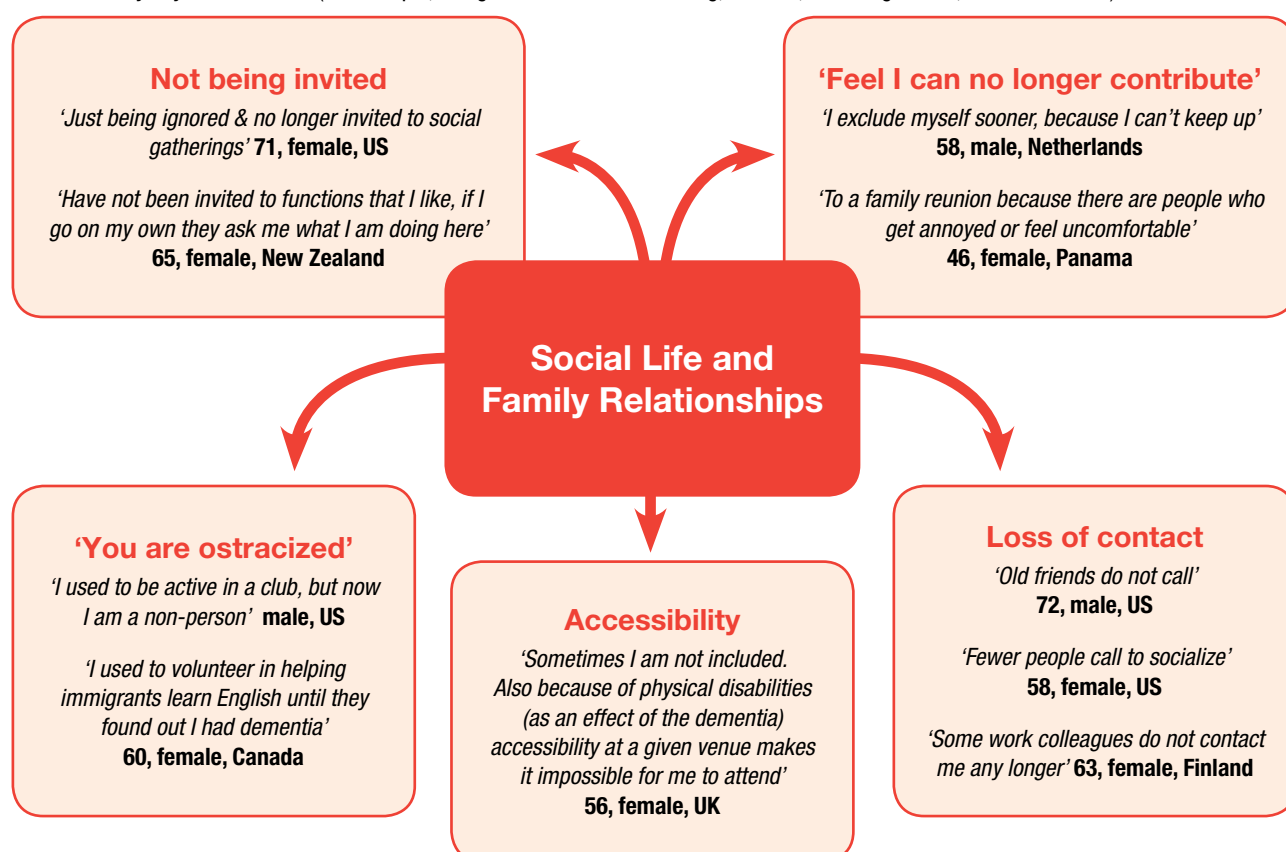 Not being invited
‘Just being ignored & no longer invited to social
gatherings’ 71, female, US
‘Have not been invited to functions that I like, if I
go on my own they ask me what I am doing here’
65, female, New Zealand
‘Feel I can no longer contribute’
‘I exclude myself sooner, because I can’t keep up’
58, male, Netherlands
‘To a family reunion because there are people who
get annoyed or feel uncomfortable’
46, female, Panama
Social Life and
Family Relationships
‘You are ostracized’
‘I used to be active in a club, but now
I am a non-person’ male, US
‘I used to volunteer in helping
immigrants learn English until they
found out I had dementia’
60, female, Canada
Accessibility
‘Sometimes I am not included.
Also because of physical disabilities
(as an effect of the dementia)
accessibility at a given venue makes
it impossible for me to attend’
56, female, UK
Loss of contact
‘Old friends do not call’
72, male, US
‘Fewer people call to socialize’
58, female, US
‘Some work colleagues do not contact
me any longer’ 63, female, Finland